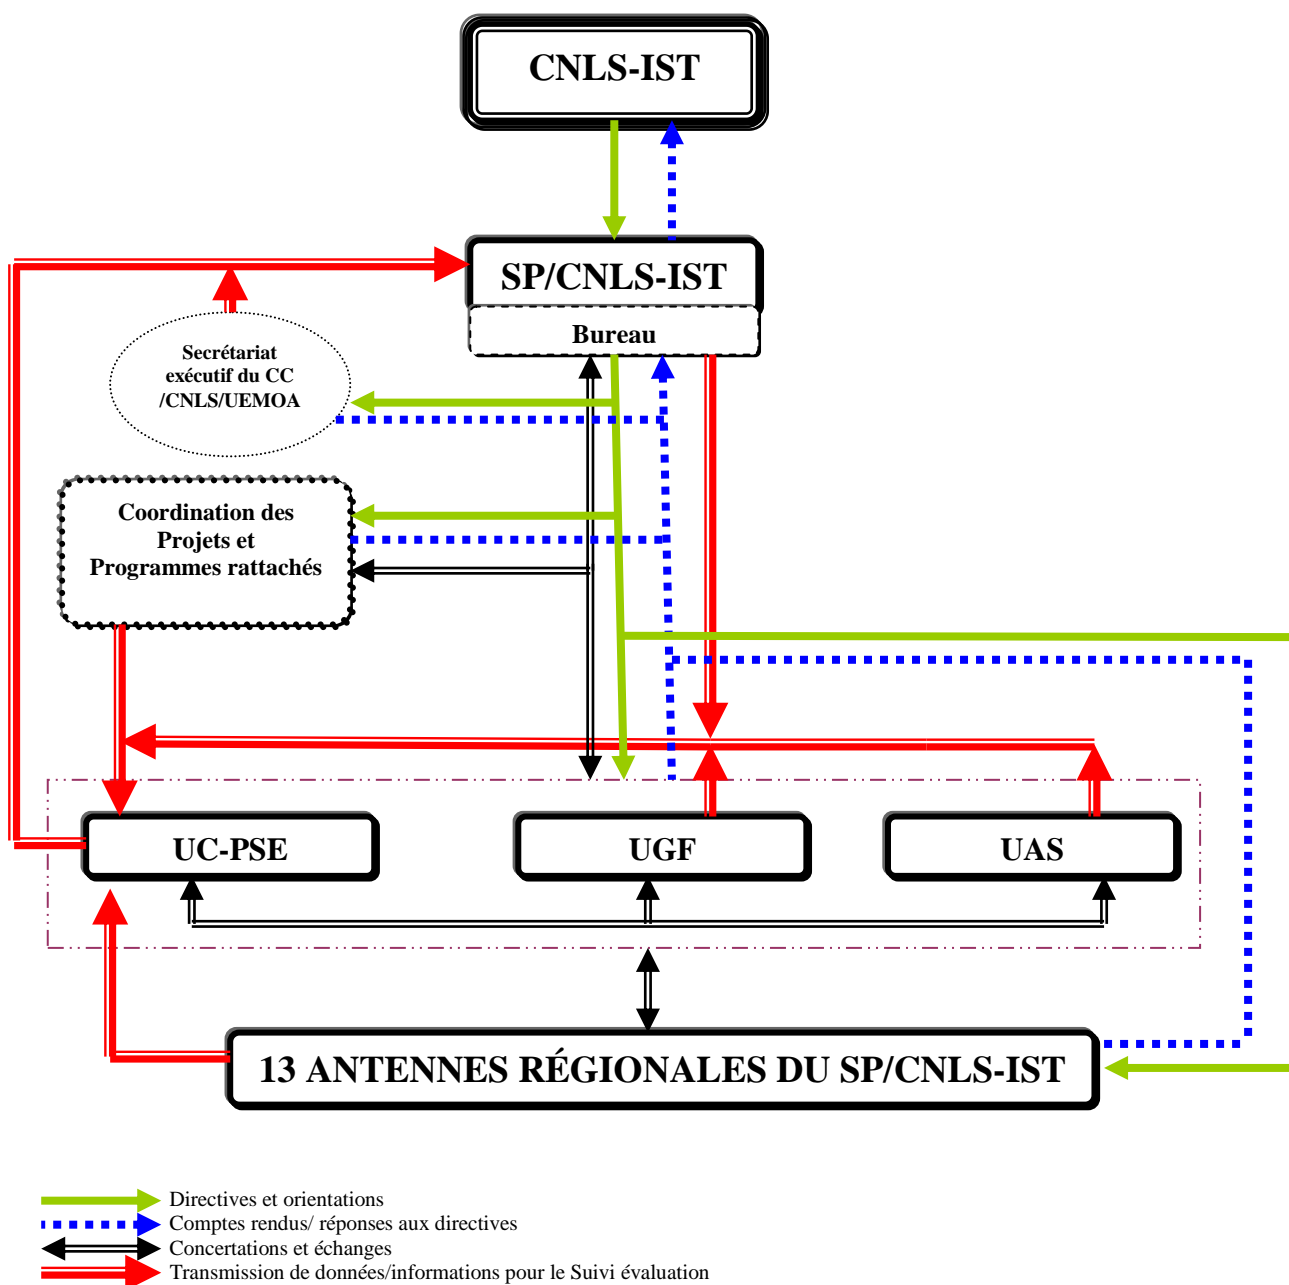 CNLS-IST
SP/CNLS-IST
Bureau
Secrétariat
exécutif du CC
/CNLS/UEMOA
Coordination des
Projets et
Programmes rattachés
UC-PSE
UGF
UAS
13 ANTENNES RÉGIONALES DU SP/CNLS-IST
Directives et orientations
Comptes rendus/ réponses aux directives
Concertations et échanges
Transmission de données/informations pour le Suivi évaluation